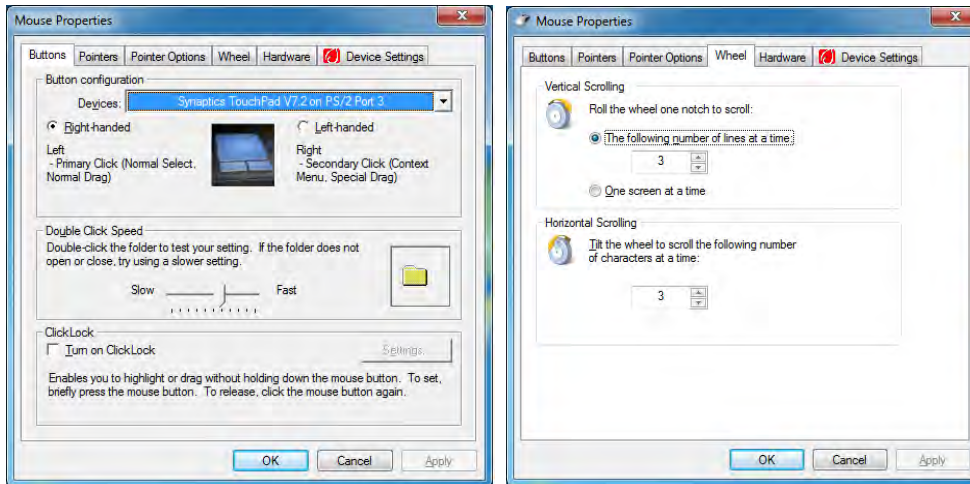 Mouse Properties
Buttons Pointers Pointer Options Wheel Hardware Device Settings
Button configuration
Devices: Synaptics TouchPad V7.2 on PS/2 Port 3
Right-handed
Left-handed
Left
- Primary Click (Normal Select,
Normal Drag)
Right
- Secondary Click (Context
Menu, Special Drag)
Double Click Speed
Double-click the folder to test your setting. If the folder does not
open or close, try using a slower setting.
Slow Fast
ClickLock
Turn on ClickLock
Settings...
Enables you to highlight or drag without holding down the mouse button. To set,
briefly press the mouse button. To release, click the mouse button again.
OK Cancel Apply
Mouse Properties
Buttons Pointers Pointer Options Wheel Hardware Device Settings
Vertical Scrolling
Roll the wheel one notch to scroll:
The following number of lines at a time:
3
One screen at a time
Horizontal Scrolling
Tilt the wheel to scroll the following number
of characters at a time:
3
OK Cancel Apply